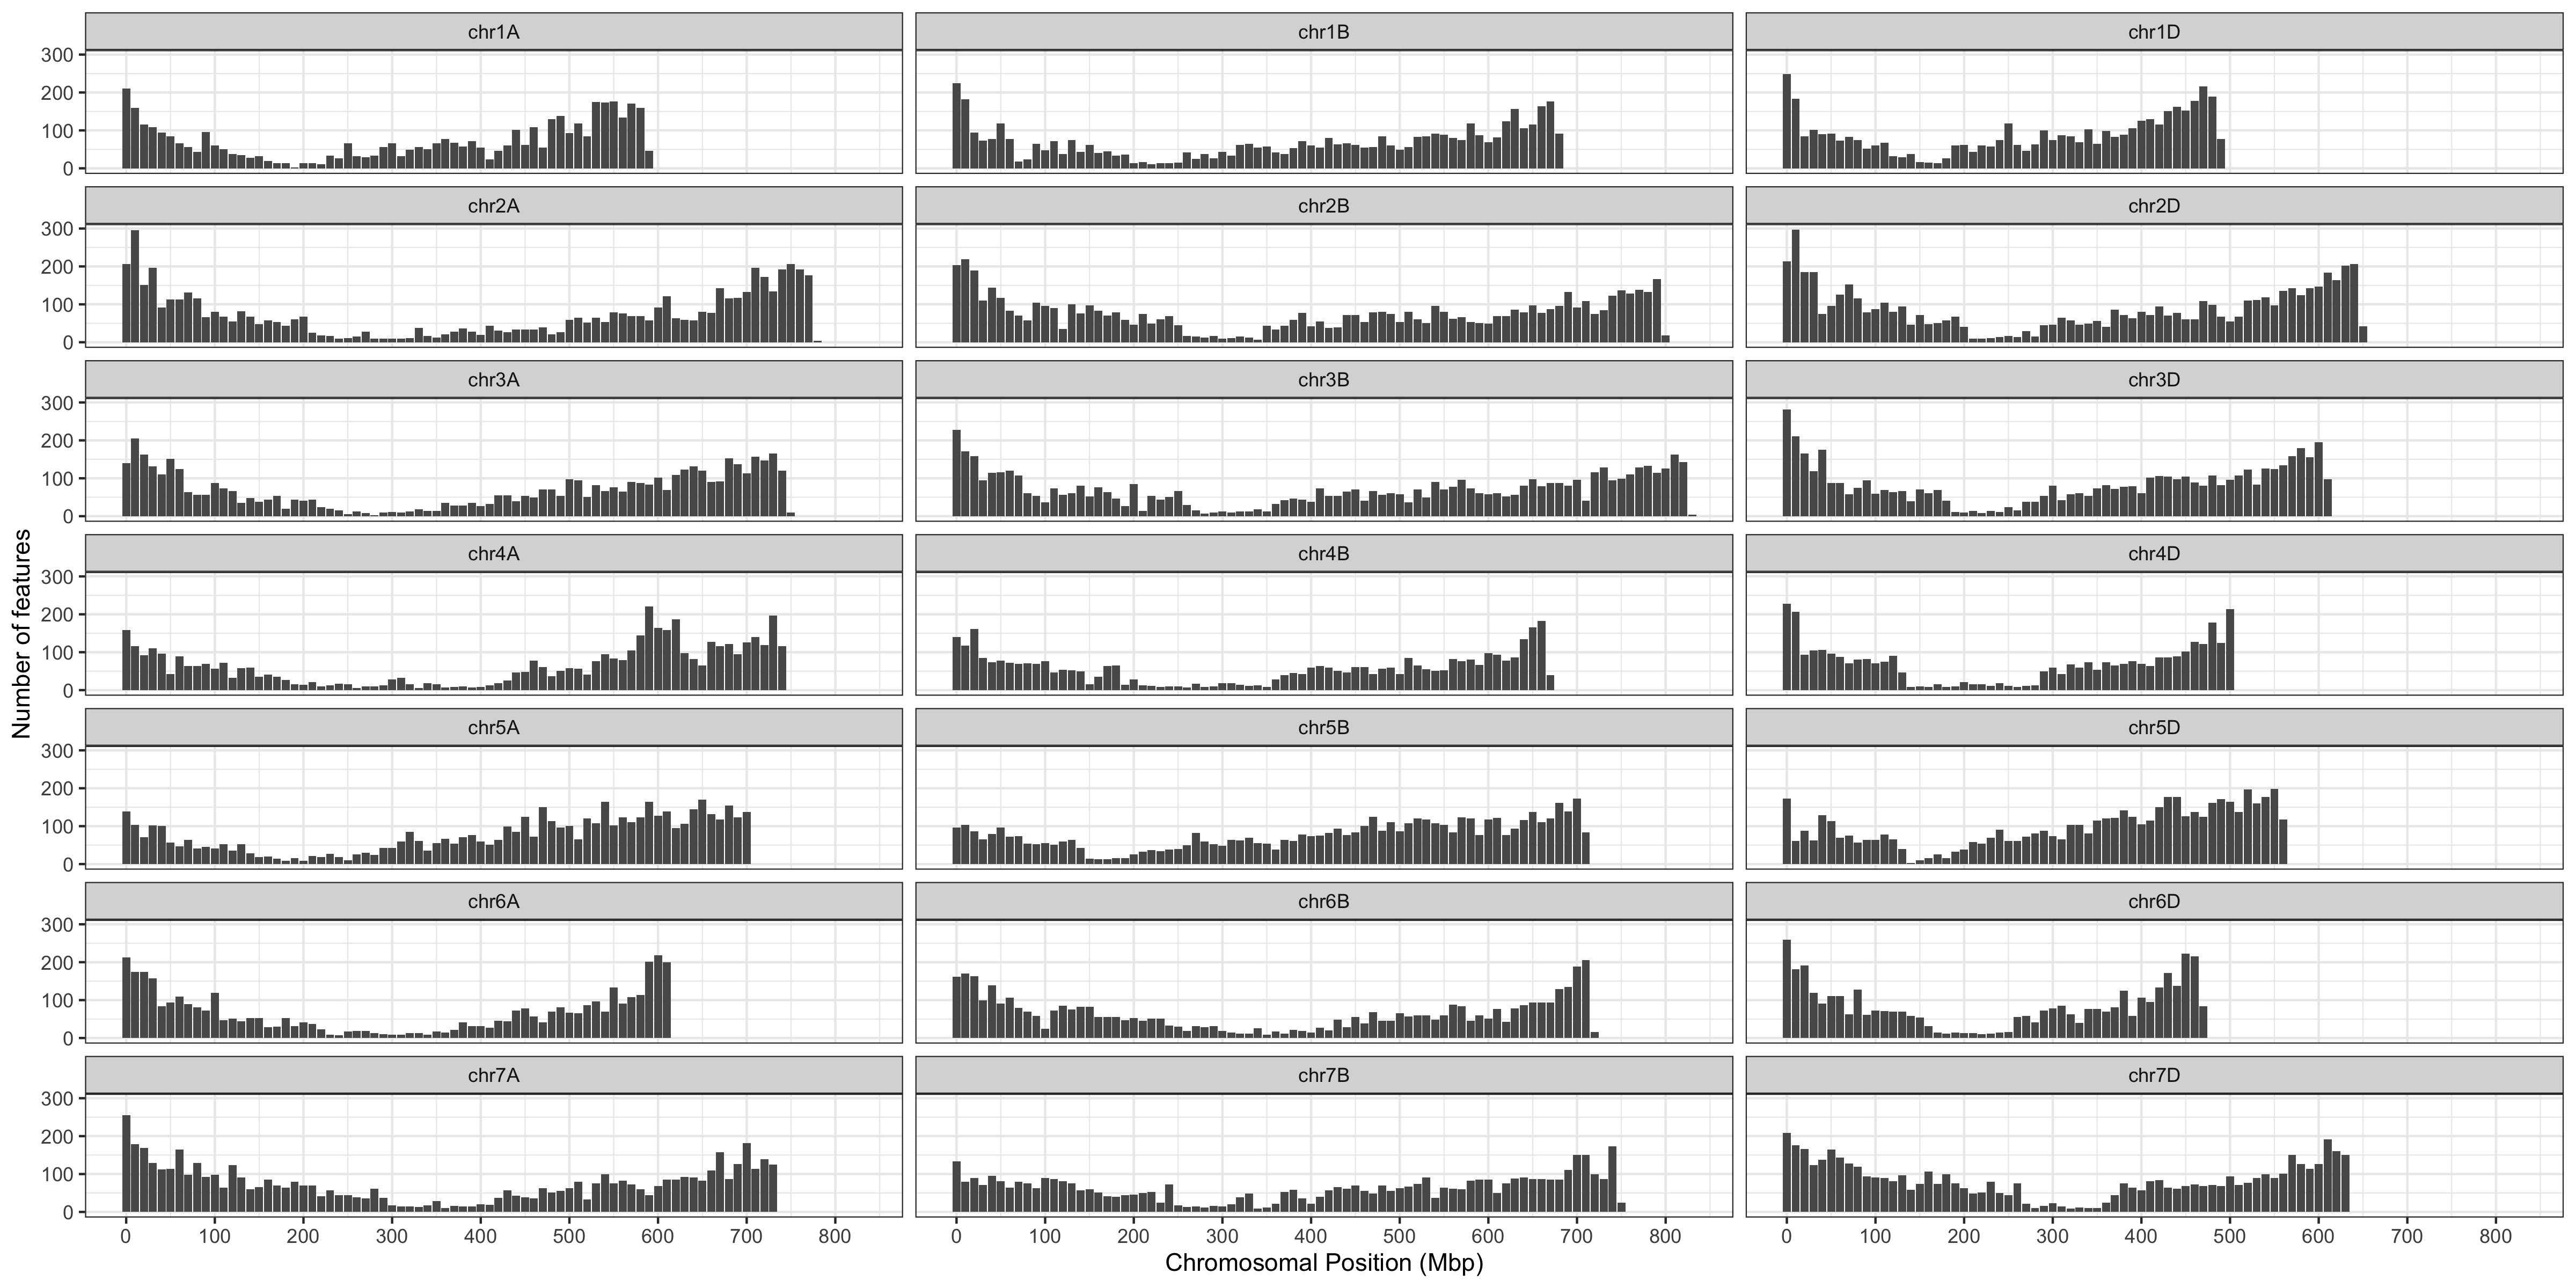 chr1A chr1B chr1D
300
200
100
0
chr2A chr2B chr2D
300
200
100
0
chr3A chr3B chr3D
300
200
100
0
chr4A chr4B chr4D
300
200
100
0
Number of features
chr5A chr5B chr5D
300
200
100
0
chr6A chr6B chr6D
300
200
100
0
chr7A chr7B chr7D
300
200
100
0
0 100 200 300 400 500 600 700 800 0 100 200 300 400 500 600 700 800 0 100 200 300 400 500 600 700 800
Chromosomal Position (Mbp)